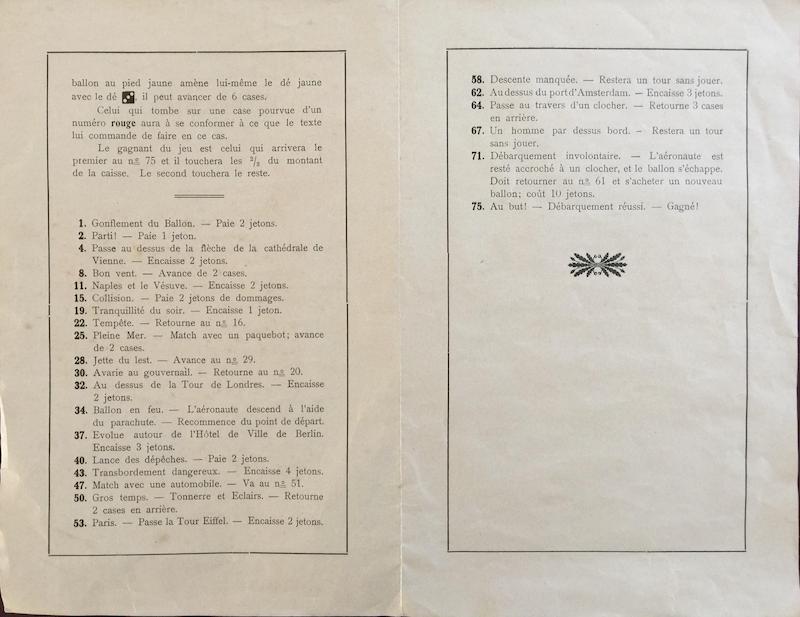 ballon au pied jaune amène lui-même le dé jaune
avec le dé , il peut avancer de 6 cases.
Celui qui tombe sur une case pourvue d'un
numéro rouge aura à se conformer à ce que le texte
lui commande de faire en ce cas.
Le gagnant du jeu est celui qui arrivera le
premier au nº 75 et il touchera les 2/3 du montant
de la caisse. Le second touchera le reste.
1. Gonflement du Ballon. — Paie 2 jetons.
2. Parti! — Paie 1 jeton.
4. Passe au dessus de la flèche de la cathédrale de
Vienne. — Encaisse 2 jetons.
8. Bon vent. — Avance de 2 cases.
11. Naples et le Vésuve. — Encaisse 2 jetons.
15. Collision. — Paie 2 jetons de dommages.
19. Tranquillité du soir. — Encaisse 1 jeton.
22. Tempête. — Retourne au nº 16.
25. Pleine Mer. — Match avec un paquebot; avance
de 2 cases.
28. Jette du lest. — Avance au nº 29.
30. Avarie au gouvernail. — Retourne au nº 20.
32. Au dessus de la Tour de Londres. — Encaisse
2 jetons.
34. Ballon en feu. — L'aéronaute descend à l'aide
du parachute. — Recommence du point de départ.
37. Evolue autour de l'Hôtel de Ville de Berlin.
Encaisse 3 jetons.
40. Lance des dépêches. — Paie 2 jetons.
43. Transbordement dangereux. — Encaisse 4 jetons.
47. Match avec une automobile. — Va au nº 51.
50. Gros temps. — Tonnerre et Eclairs. — Retourne
2 cases en arrière.
53. Paris. — Passe la Tour Eiffel. — Encaisse 2 jetons.
58. Descente manquée. — Restera un tour sans jouer.
62. Au dessus du port d'Amsterdam. — Encaisse 3 jetons.
64. Passe au travers d'un clocher. — Retourne 3 cases
en arrière.
67. Un homme par dessus bord. – Restera un tour
sans jouer.
71. Débarquement involontaire. — L'aéronaute est
resté accroché à un clocher, et le ballon s'échappe.
Doit retourner au nº 61 et s'acheter un nouveau
ballon; coût 10 jetons.
75. Au but! — Débarquement réussi. — Gagné!